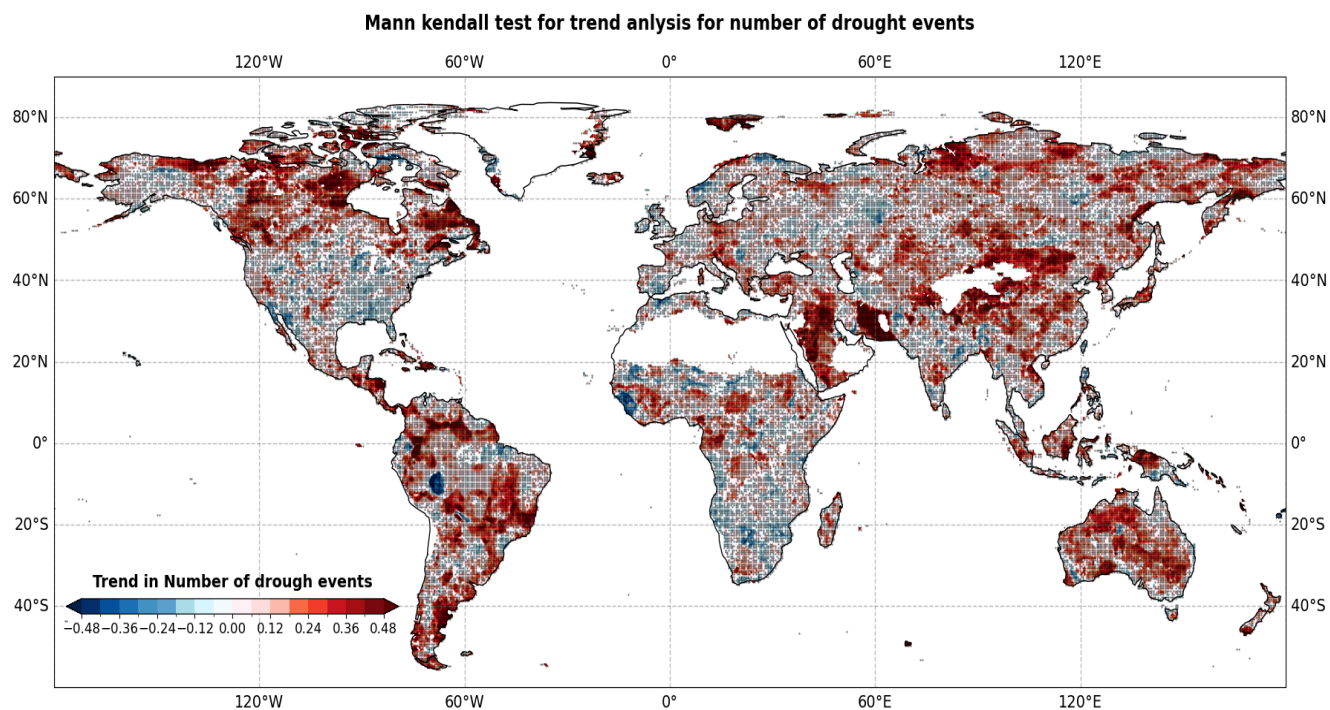 Mann kendall test for trend anlysis for number of drought events
120°W 60°W 0° 60°E 120°E
80°N 80°N
60°N 60°N
40°N 40°N
20°N 20°N
0° 0°
20°S 20°S
Trend in Number of drough events
40°S 40°S
−0.48 −0.36 −0.24 −0.12 0.00 0.12 0.24 0.36 0.48
120°W 60°W 0° 60°E 120°E